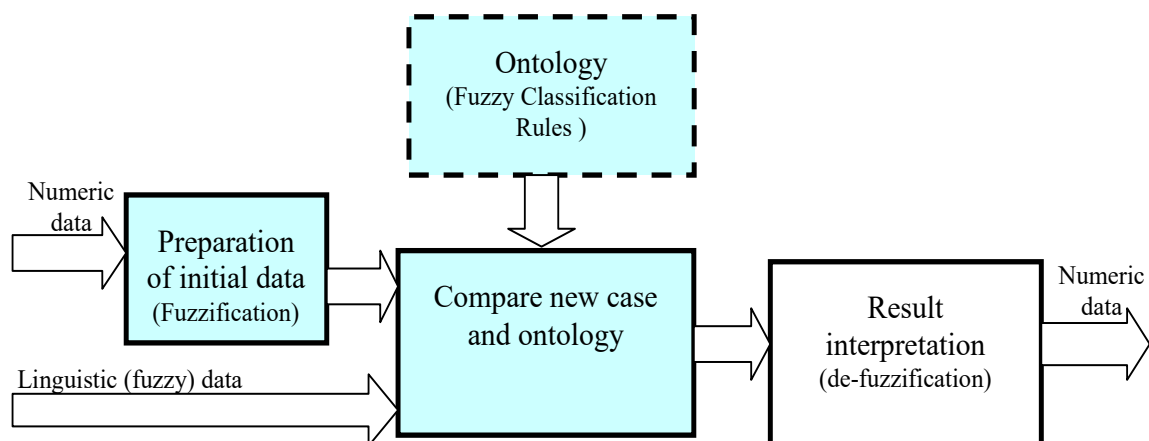 Ontology
(Fuzzy Classification
Rules )
Numeric
data
Preparation
of initial data
(Fuzzification)
Compare new case
and ontology
Result
interpretation
(de-fuzzification)
Numeric
data
Linguistic (fuzzy) data